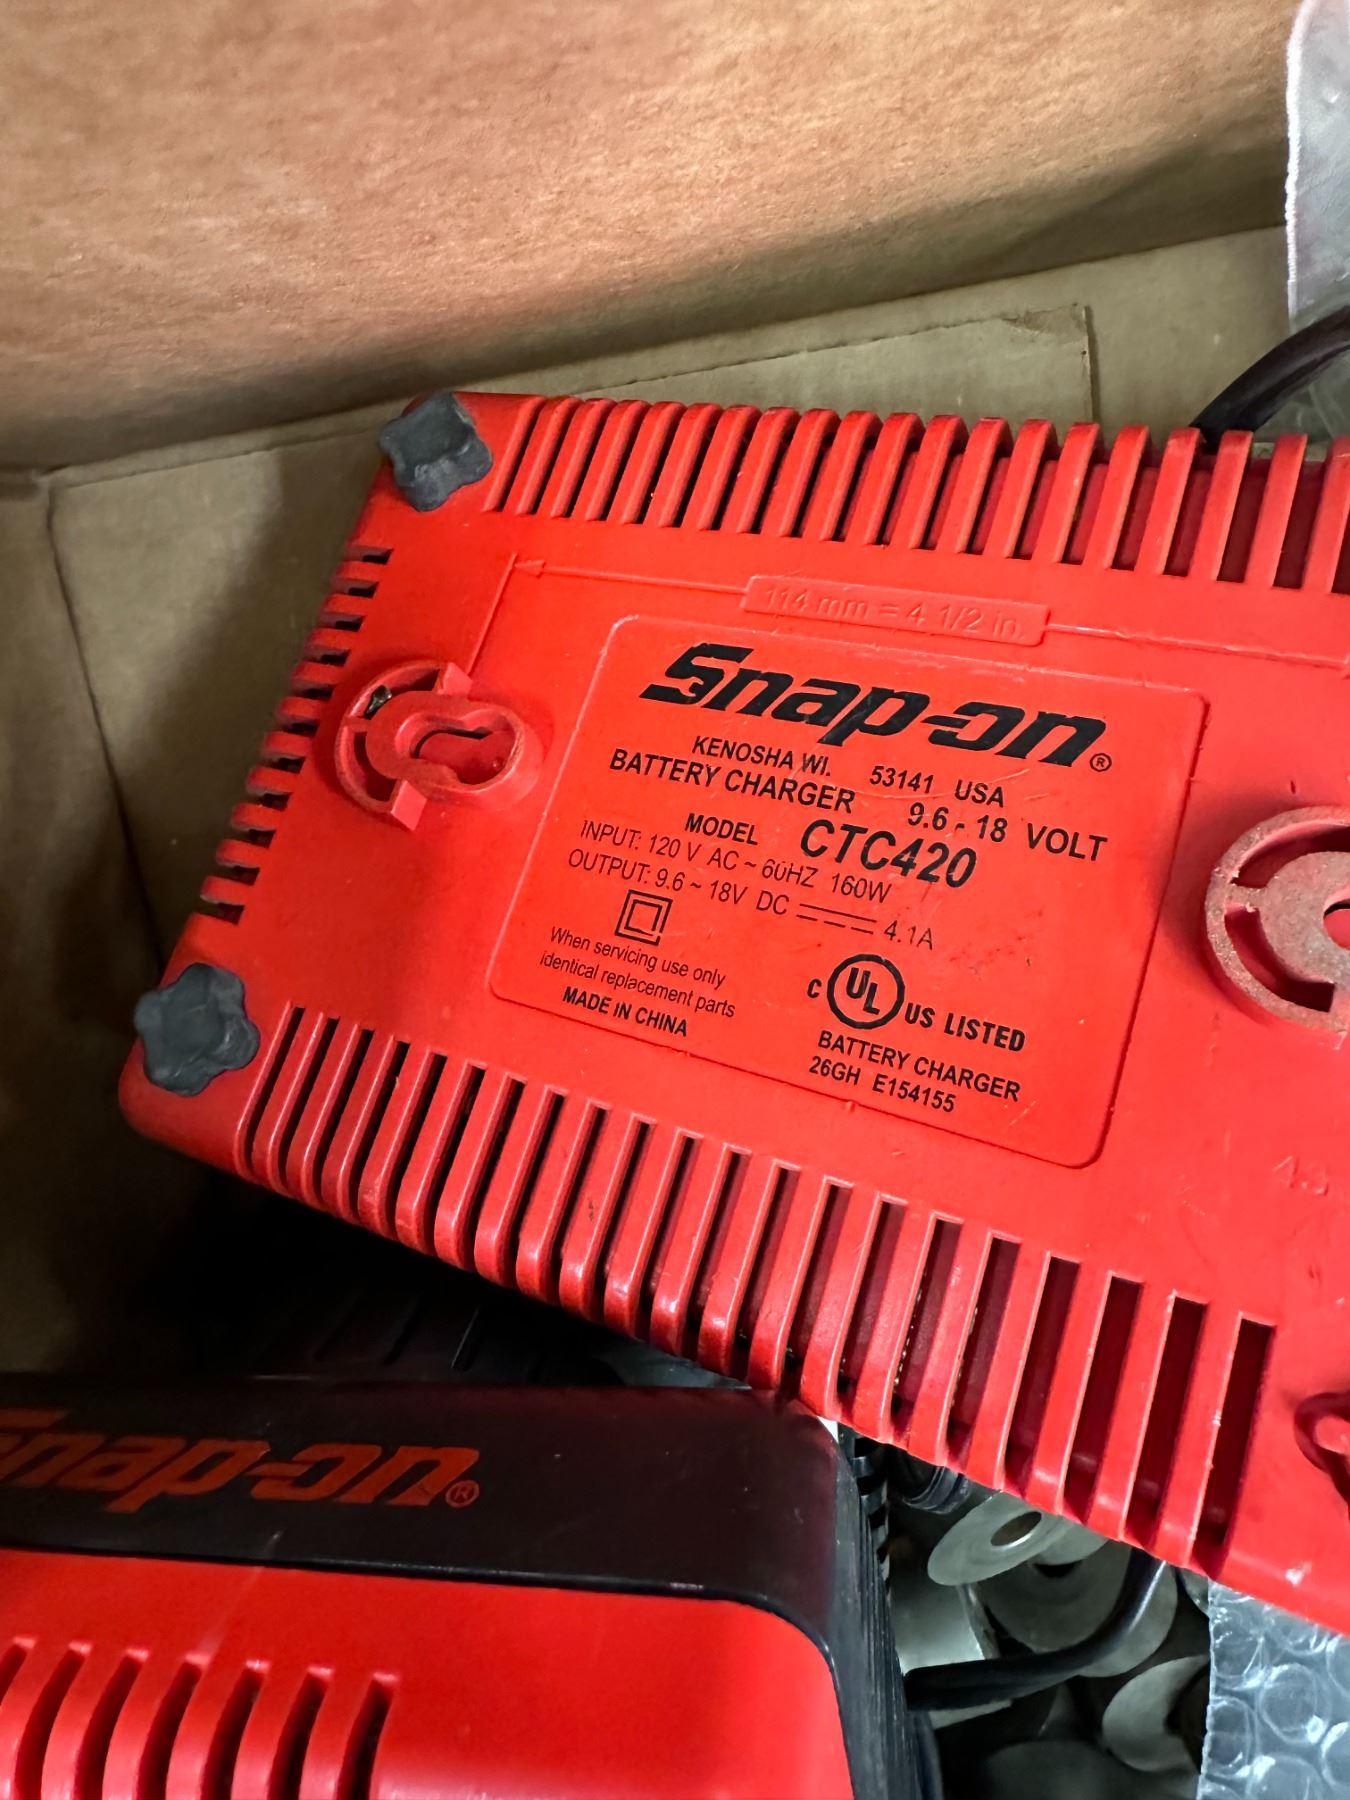 114 mm = 4 1/2 in.
Snap-on®
KENOSHA WI. 53141 USA
BATTERY CHARGER 9.6 - 18 VOLT
MODEL CTC420
INPUT: 120 V AC ~ 60HZ 160W
OUTPUT: 9.6 ~ 18V DC 4.1A
When servicing use only
identical replacement parts
MADE IN CHINA
C UL US LISTED
BATTERY CHARGER
26GH E154155
Snap-on®